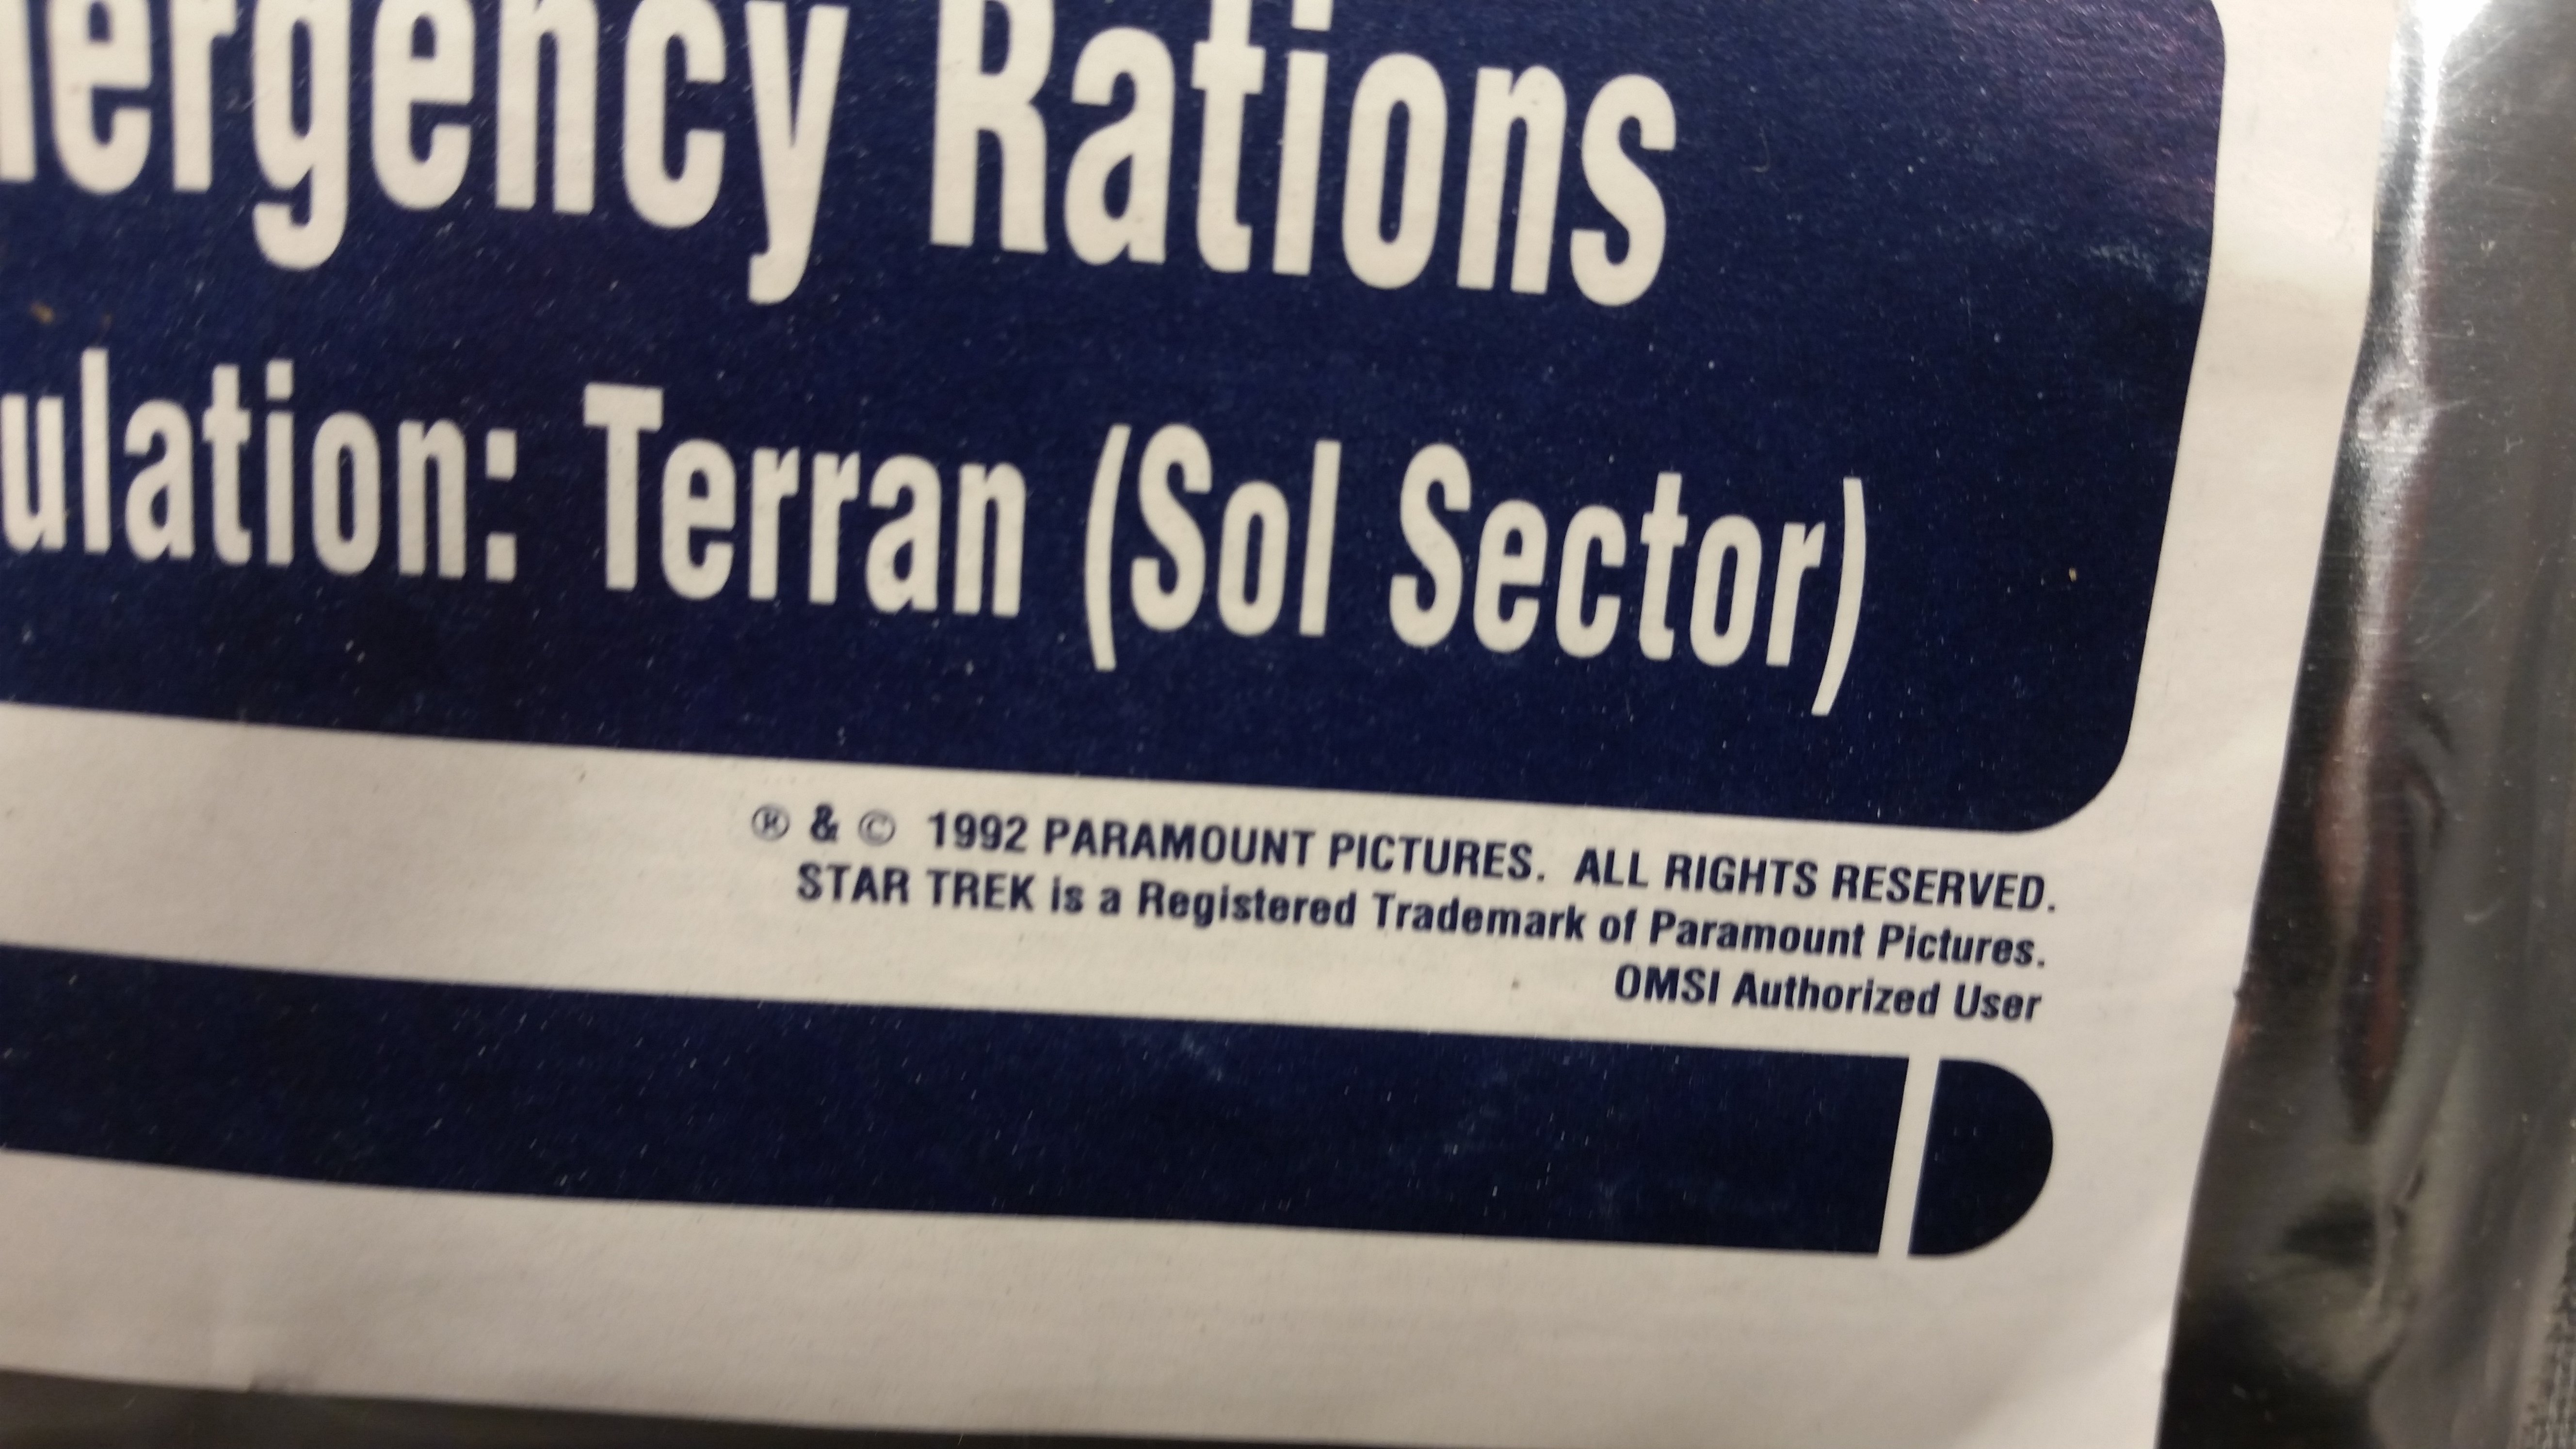 mergency Rations
ulation: Terran (Sol Sector)
® & © 1992 PARAMOUNT PICTURES. ALL RIGHTS RESERVED.
STAR TREK is a Registered Trademark of Paramount Pictures.
OMSI Authorized User